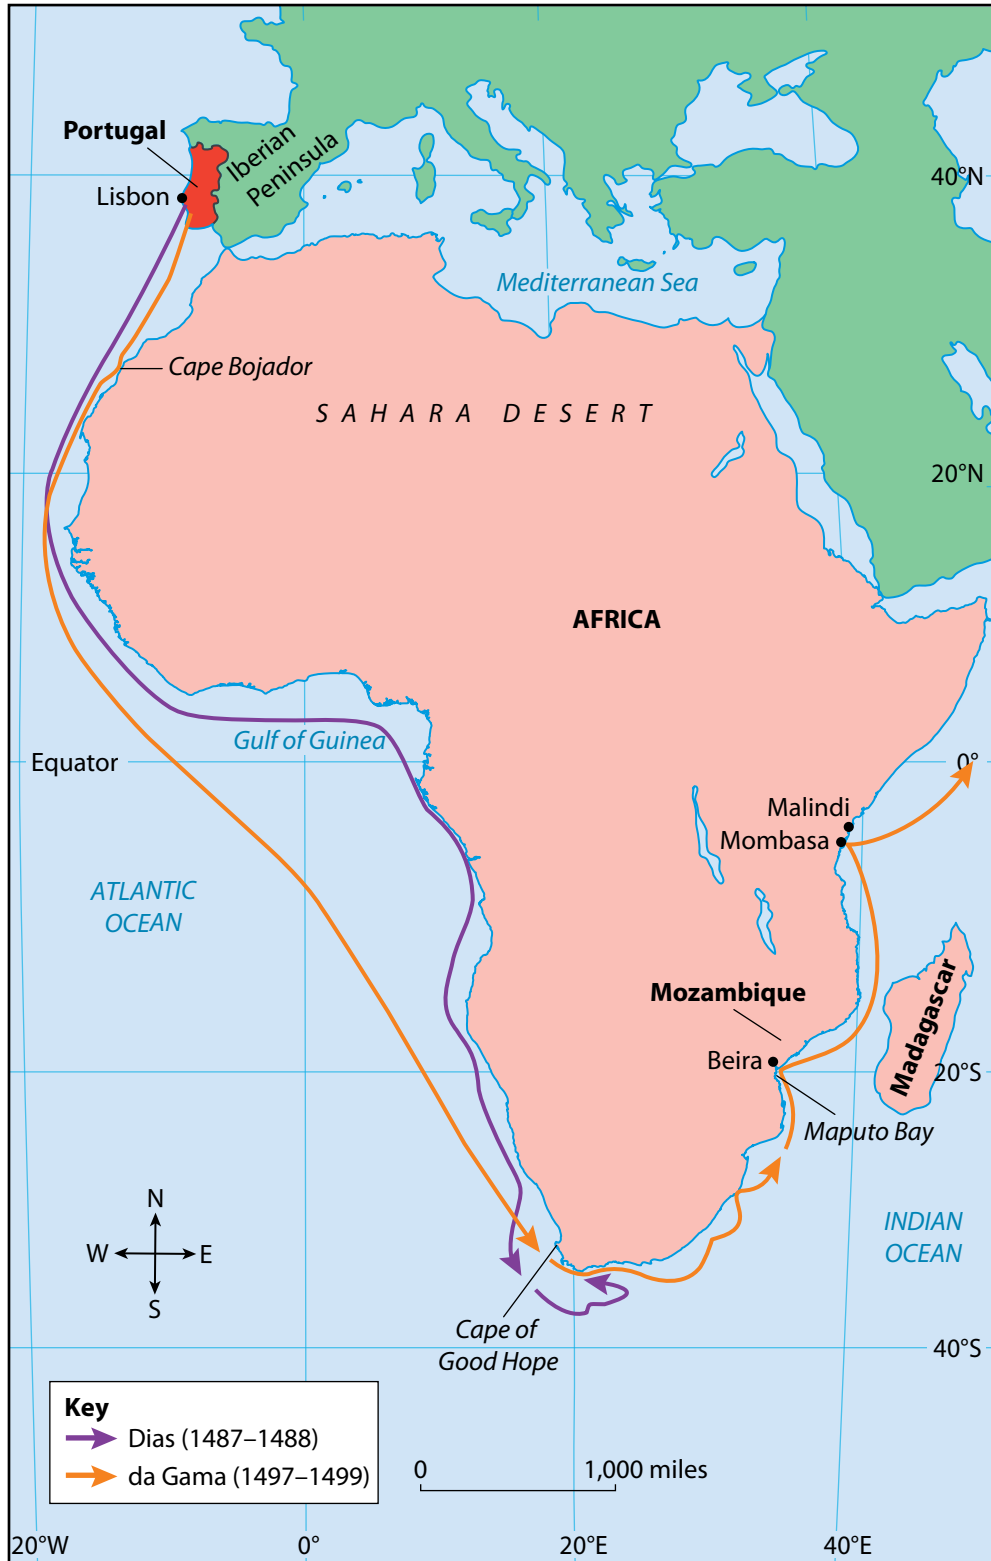 Portugal
Iberian
Peninsula
Lisbon
40°N
Mediterranean Sea
Cape Bojador
SAHARA DESERT
20°N
AFRICA
Gulf of Guinea
Equator
0°
Malindi
Mombasa
ATLANTIC
OCEAN
Mozambique
Madagascar
Beira
20°S
Maputo Bay
N
W
E
S
INDIAN
OCEAN
Cape of
Good Hope
40°S
Key
Dias (1487–1488)
da Gama (1497–1499)
0
1,000 miles
20°W
0°
20°E
40°E